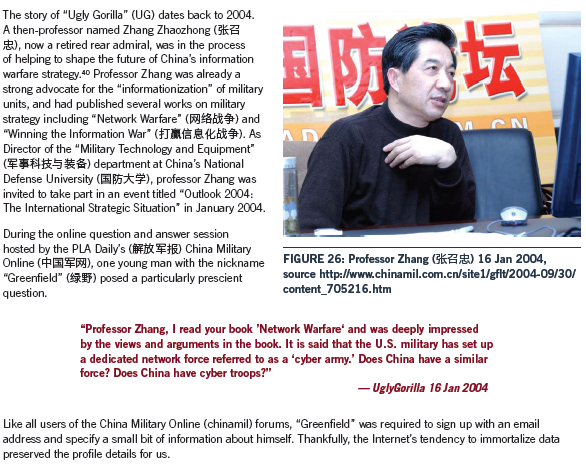 The story of “Ugly Gorilla” (UG) dates back to 2004.
A then-professor named Zhang Zhaozhong (张召
忠), now a retired rear admiral, was in the process
of helping to shape the future of China’s information
warfare strategy.⁴⁰ Professor Zhang was already a
strong advocate for the “informationization” of military
units, and had published several works on military
strategy including “Network Warfare” (网络战争) and
“Winning the Information War” (打赢信息化战争). As
Director of the “Military Technology and Equipment”
(军事科技与装备) department at China’s National
Defense University (国防大学), professor Zhang was
invited to take part in an event titled “Outlook 2004:
The International Strategic Situation” in January 2004.
During the online question and answer session
hosted by the PLA Daily’s (解放军报) China Military
Online (中国军网), one young man with the nickname
“Greenfield” (绿野) posed a particularly prescient
question.
国防 坛
FIGURE 26: Professor Zhang (张召忠) 16 Jan 2004,
source http://www.chinamil.com.cn/site1/gflt/2004-09/30/
content_705216.htm
“Professor Zhang, I read your book ’Network Warfare‘ and was deeply impressed
by the views and arguments in the book. It is said that the U.S. military has set up
a dedicated network force referred to as a ‘cyber army.’ Does China have a similar
force? Does China have cyber troops?”
— UglyGorilla 16 Jan 2004
Like all users of the China Military Online (chinamil) forums, “Greenfield” was required to sign up with an email
address and specify a small bit of information about himself. Thankfully, the Internet’s tendency to immortalize data
preserved the profile details for us.